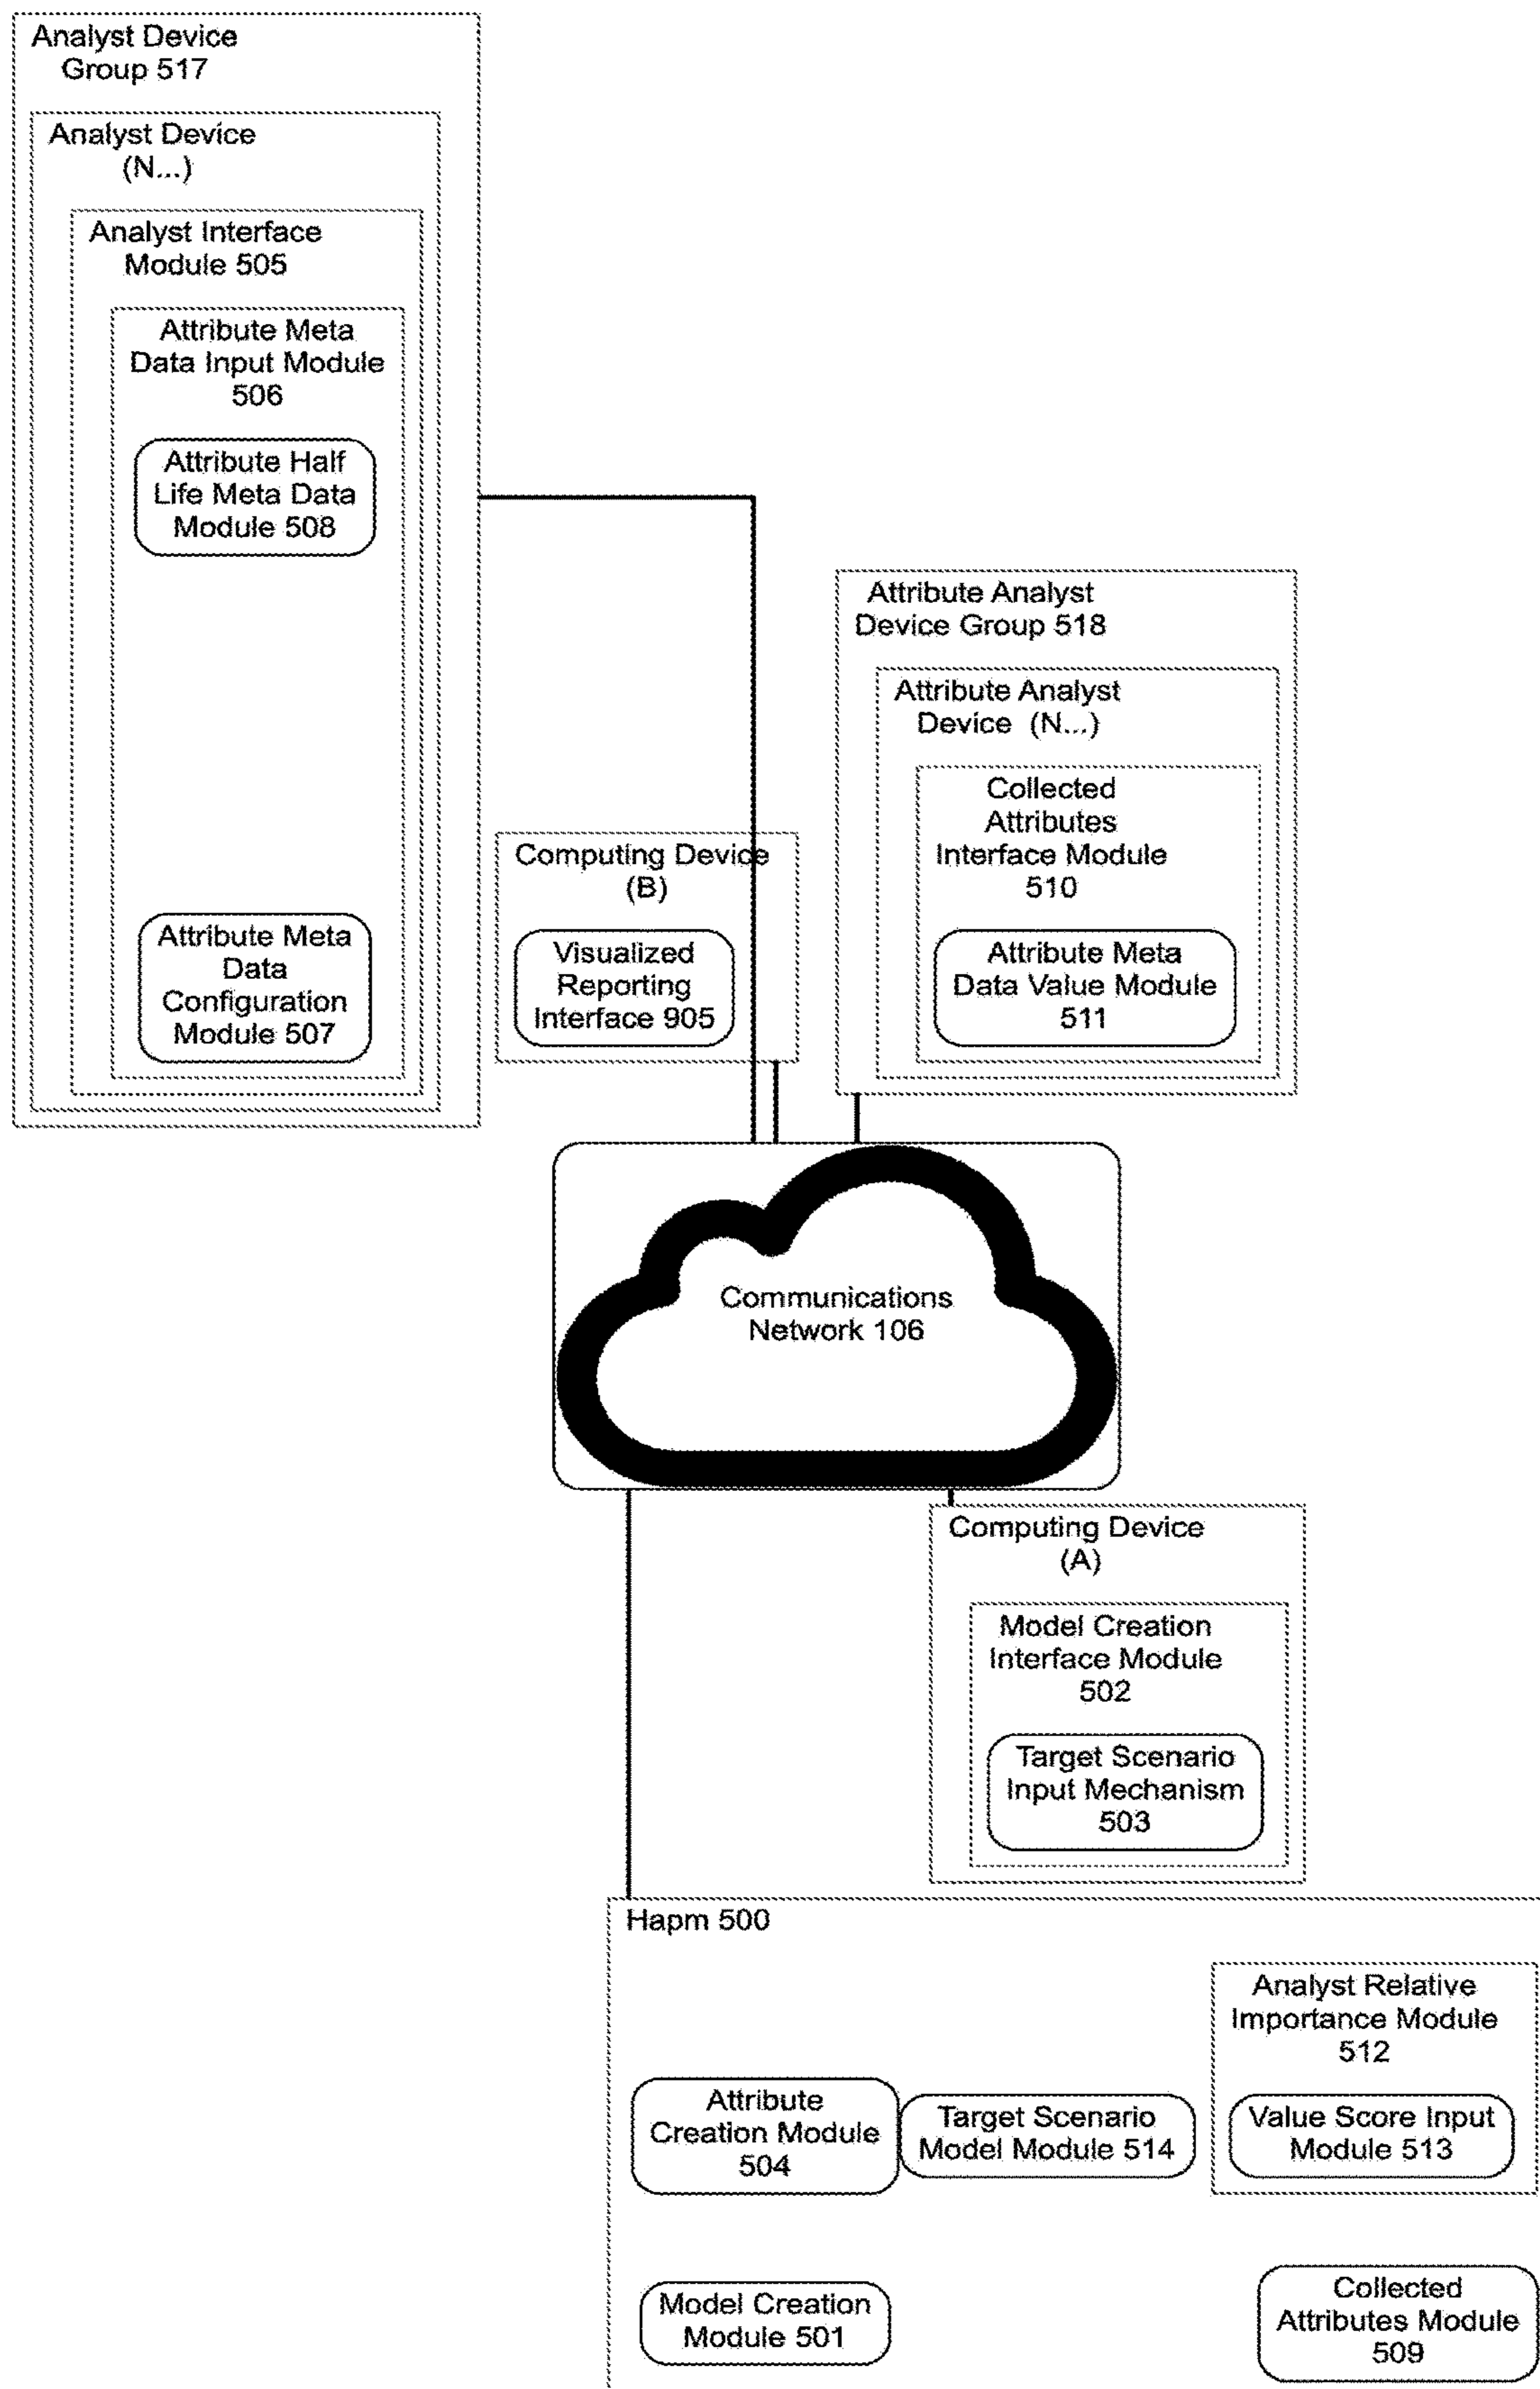 Analyst Device
Group 517
Analyst Device
(N...)
Analyst Interface
Module 505
Attribute Meta
Data Input Module
506
Attribute Half
Life Meta Data
Module 508
Attribute Meta
Data
Configuration
Module 507
Computing Device
(B)
Visualized
Reporting
Interface 905
Attribute Analyst
Device Group 518
Attribute Analyst
Device (N...)
Collected
Attributes
Interface Module
510
Attribute Meta
Data Value Module
511
Communications
Network 106
Computing Device
(A)
Model Creation
Interface Module
502
Target Scenario
Input Mechanism
503
Hapm 500
Analyst Relative
Importance Module
512
Value Score Input
Module 513
Attribute
Creation Module
504
Target Scenario
Model Module 514
Model Creation
Module 501
Collected
Attributes Module
509